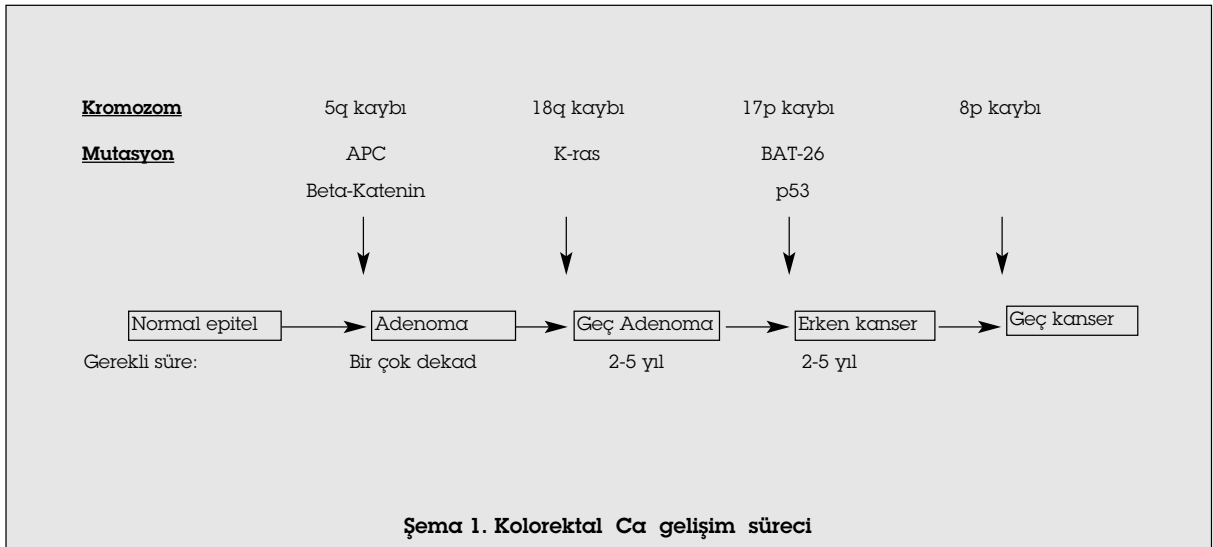 Kromozom 5q kaybı 18q kaybı 17p kaybı 8p kaybı
Mutasyon APC K-ras BAT-26
Beta-Katenin p53
Normal epitel Adenoma Geç Adenoma Erken kanser Geç kanser
Gerekli süre: Bir çok dekad 2-5 yıl 2-5 yıl
Şema 1. Kolorektal Ca gelişim süreci